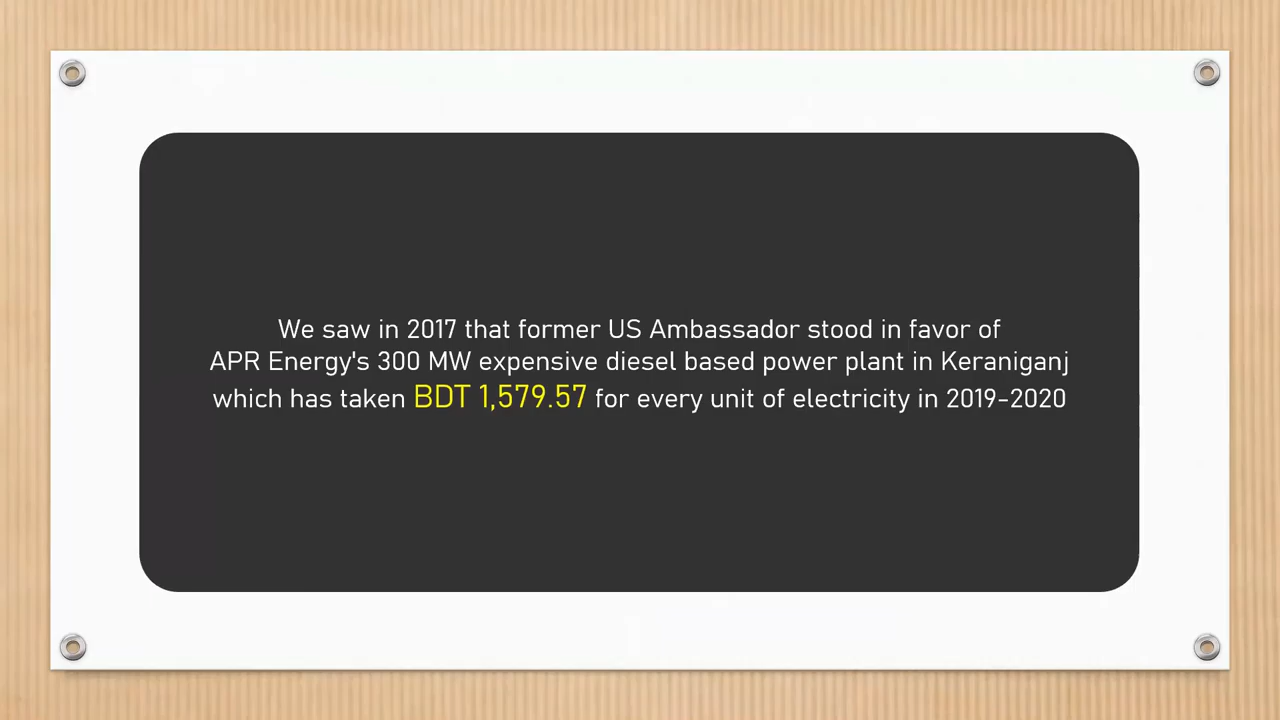 We saw in 2017 that former US Ambassador stood in favor of
APR Energy's 300 MW expensive diesel based power plant in Keraniganj
which has taken BDT 1,579.57 for every unit of electricity in 2019-2020